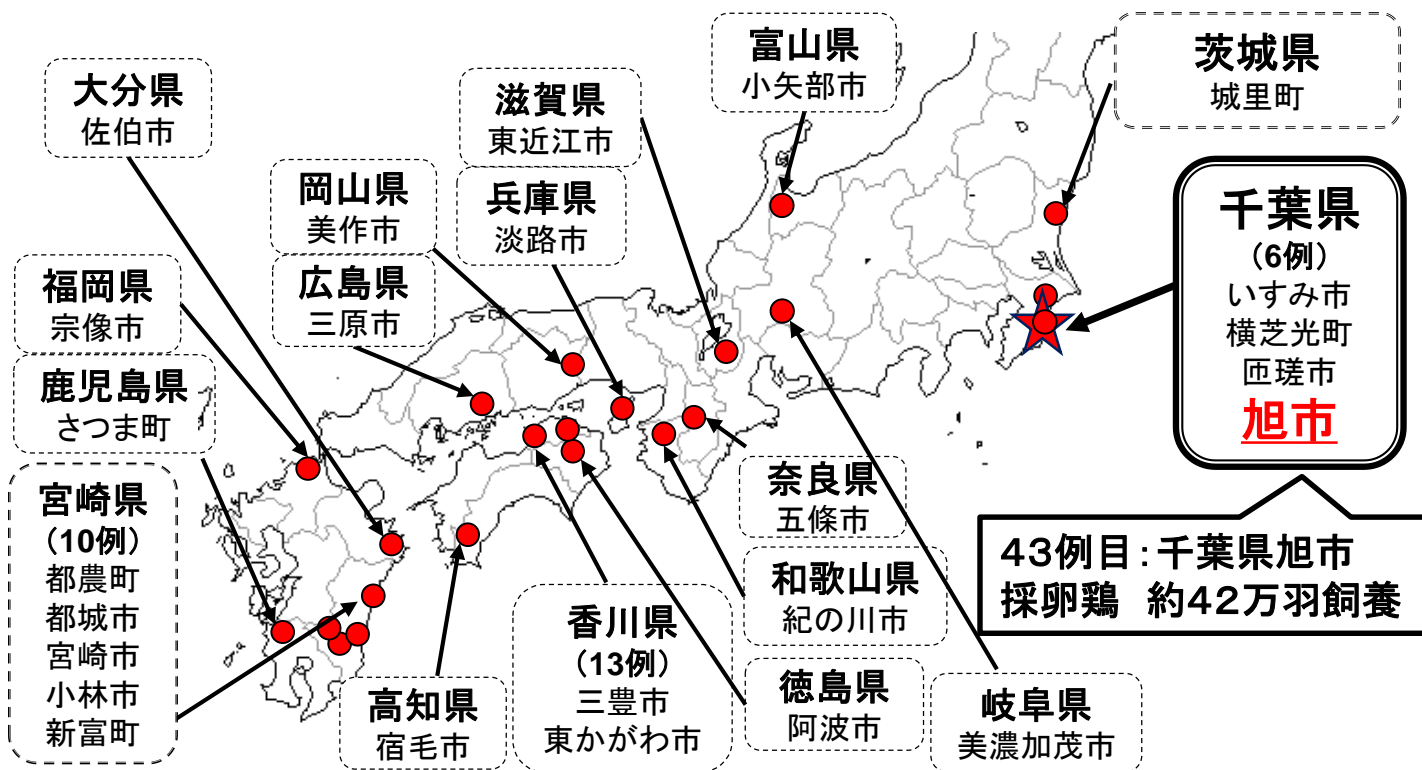 大分県
佐伯市
福岡県
宗像市
鹿児島県
さつま町
宮崎県
（10例）
都農町
都城市
宮崎市
小林市
新富町
岡山県
美作市
広島県
三原市
滋賀県
東近江市
兵庫県
淡路市
富山県
小矢部市
茨城県
城里町
千葉県
（6例）
いすみ市
横芝光町
匝瑳市
旭市
43例目：千葉県旭市
採卵鶏　約42万羽飼養
奈良県
五條市
和歌山県
紀の川市
高知県
宿毛市
香川県
（13例）
三豊市
東かがわ市
徳島県
阿波市
岐阜県
美濃加茂市